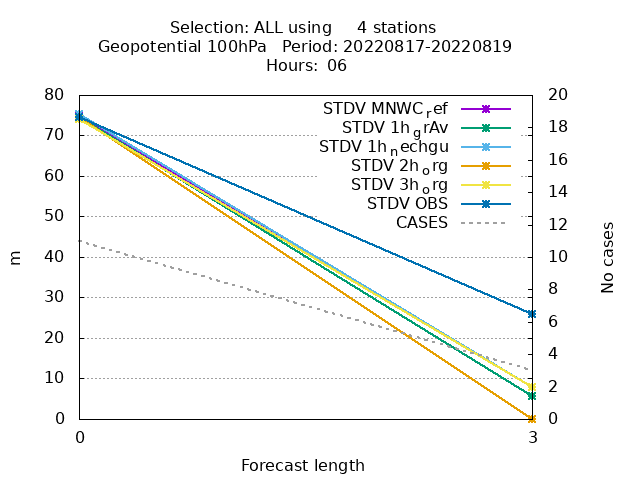 Selection: ALL using     4 stations
Geopotential 100hPa   Period: 20220817-20220819
Hours: 06
80
70
60
50
40
30
20
10
0
m
STDV MNWC_ref
STDV 1h_grAv
STDV 1h_nechgu
STDV 2h_org
STDV 3h_org
STDV OBS
CASES
20
18
16
14
12
10
8
6
4
2
0
No cases
0
3
Forecast length